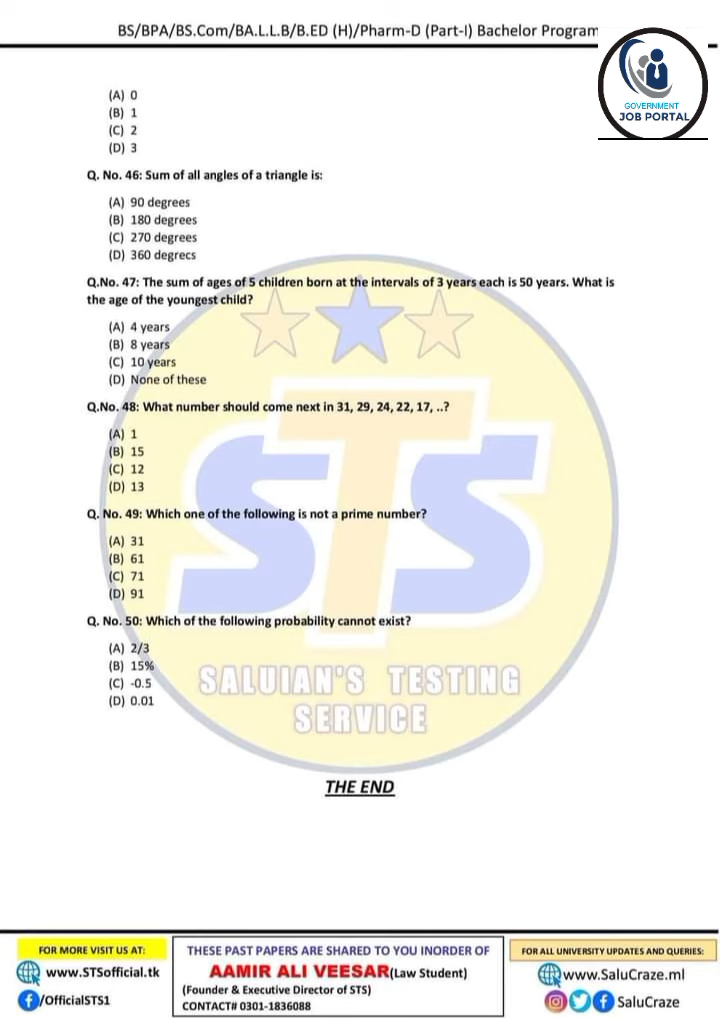 BS/BPA/BS.Com/BA.L.L.B/B.ED (H)/Pharm-D (Part-I) Bachelor Program
GOVERNMENT
JOB PORTAL
(A) 0
(B) 1
(C) 2
(D) 3
Q. No. 46: Sum of all angles of a triangle is:
(A) 90 degrees
(B) 180 degrees
(C) 270 degrees
(D) 360 degrecs
Q.No. 47: The sum of ages of 5 children born at the intervals of 3 years each is 50 years. What is
the age of the youngest child?
(A) 4 years
(B) 8 years
(C) 10 years
(D) None of these
Q.No. 48: What number should come next in 31, 29, 24, 22, 17, ..?
(A) 1
(B) 15
(C) 12
(D) 13
Q. No. 49: Which one of the following is not a prime number?
(A) 31
(B) 61
(C) 71
(D) 91
Q. No. 50: Which of the following probability cannot exist?
(A) 2/3
(B) 15%
(C) -0.5
(D) 0.01
STS
SALUIAN'S TESTING
SERVICE
THE END
FOR MORE VISIT US AT:
www.STSofficial.tk
/OfficialSTS1
THESE PAST PAPERS ARE SHARED TO YOU INORDER OF
AAMIR ALI VEESAR(Law Student)
(Founder & Executive Director of STS)
CONTACT# 0301-1836088
FOR ALL UNIVERSITY UPDATES AND QUERIES:
www.SaluCraze.ml
SaluCraze